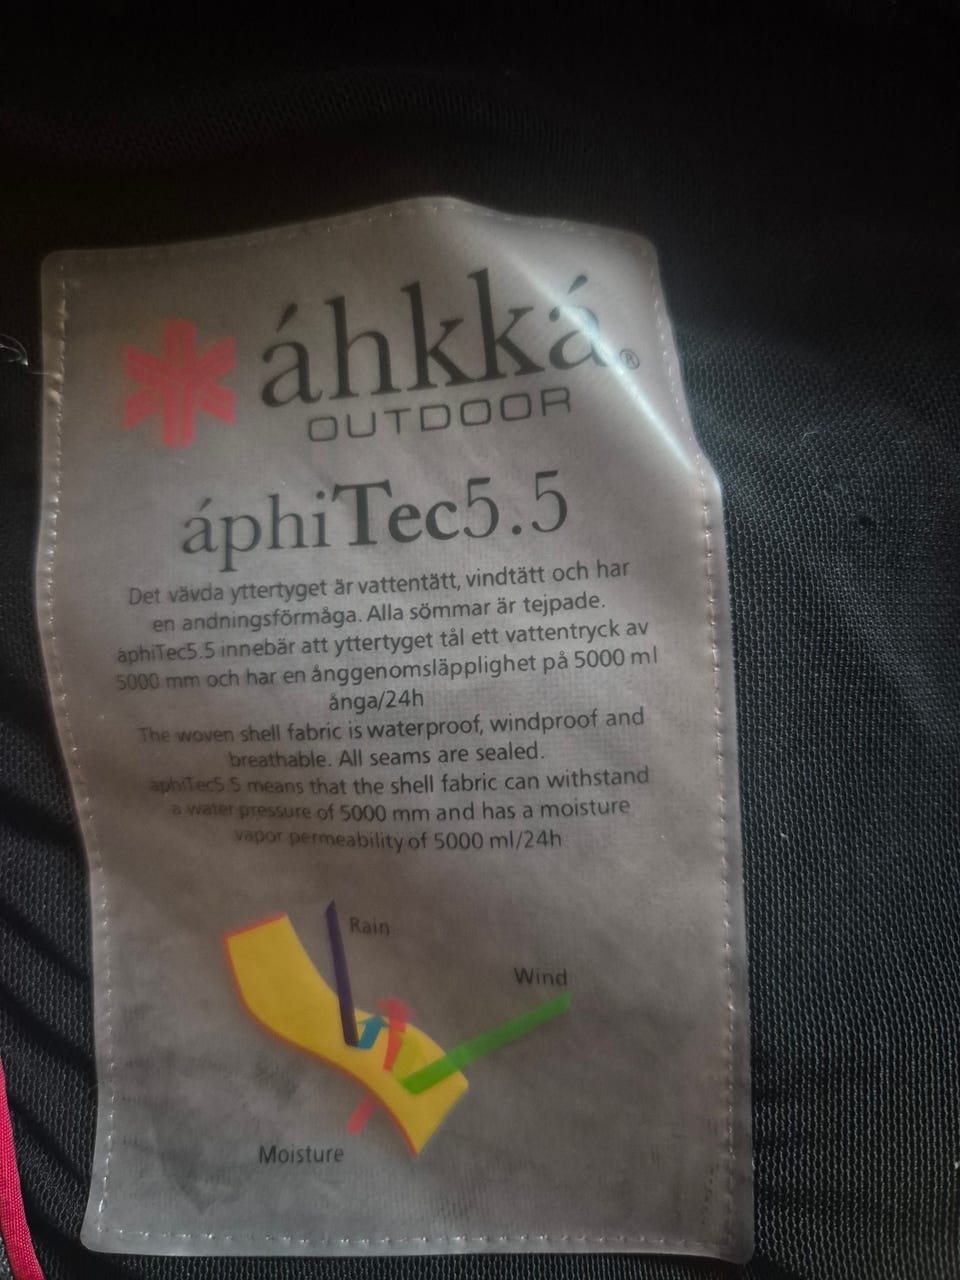 áhkká®
OUTDOOR
áphiTec5.5
Det vävda yttertyget är vattentätt, vindtätt och har
en andningsförmåga. Alla sömmar är tejpade.
áphiTec5.5 innebär att yttertyget tål ett vattentryck av
5000 mm och har en ånggenomsläpplighet på 5000 ml
ånga/24h
The woven shell fabric is waterproof, windproof and
breathable. All seams are sealed.
áphiTec5.5 means that the shell fabric can withstand
a water pressure of 5000 mm and has a moisture
vapor permeability of 5000 ml/24h
Rain
Wind
Moisture